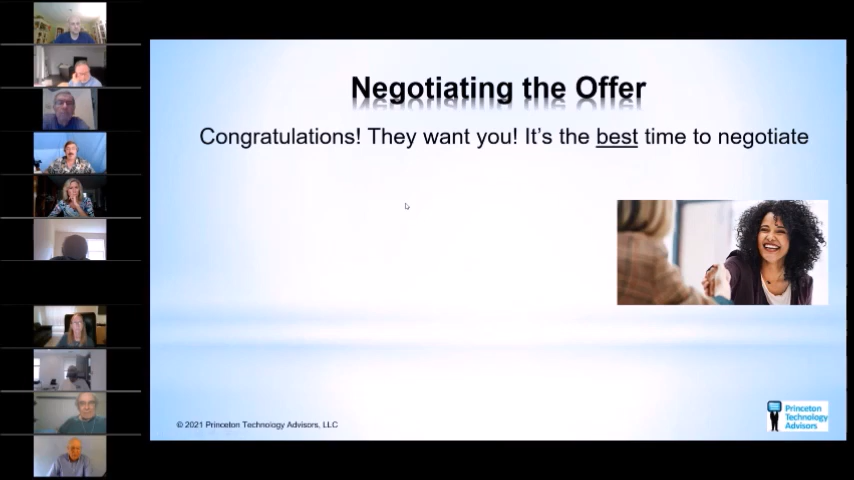 Negotiating the Offer
Congratulations! They want you! It's the best time to negotiate
© 2021 Princeton Technology Advisors, LLC
Princeton
Technology
Advisors